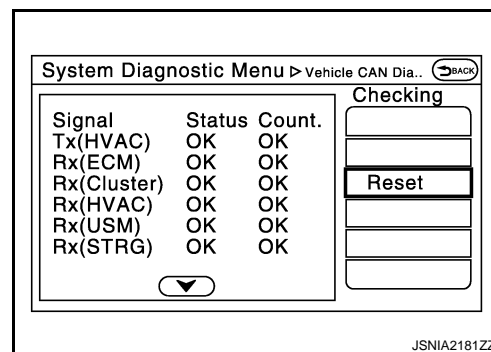 System Diagnostic Menu ▷ Vehicle CAN Dia.. BACK
Checking
Signal Status Count.
Tx(HVAC) OK OK
Rx(ECM) OK OK
Rx(Cluster) OK OK
Rx(HVAC) OK OK
Rx(USM) OK OK
Rx(STRG) OK OK
Reset
JSNIA2181ZZ